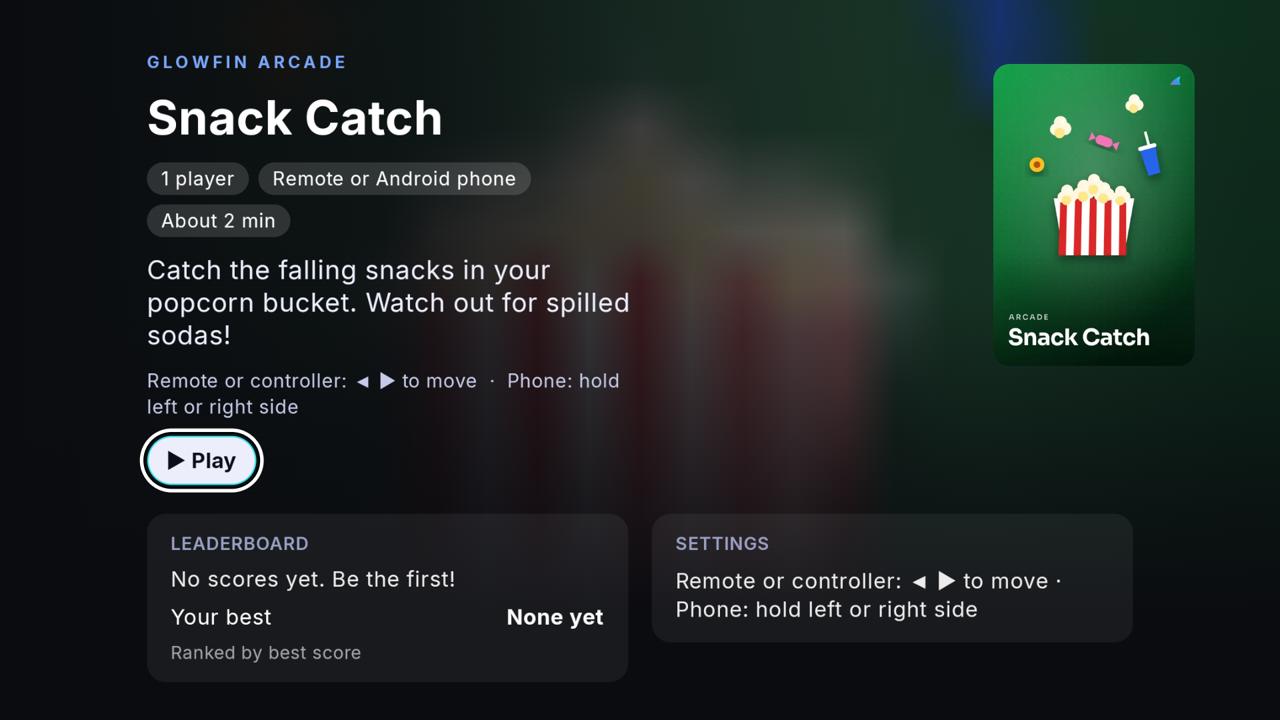 GLOWFIN ARCADE
Snack Catch
1 player
Remote or Android phone
About 2 min
Catch the falling snacks in your
popcorn bucket. Watch out for spilled
sodas!
Remote or controller: ◄ ► to move · Phone: hold
left or right side
▶ Play
ARCADE
Snack Catch
LEADERBOARD
No scores yet. Be the first!
Your best None yet
Ranked by best score
SETTINGS
Remote or controller: ◄ ► to move ·
Phone: hold left or right side